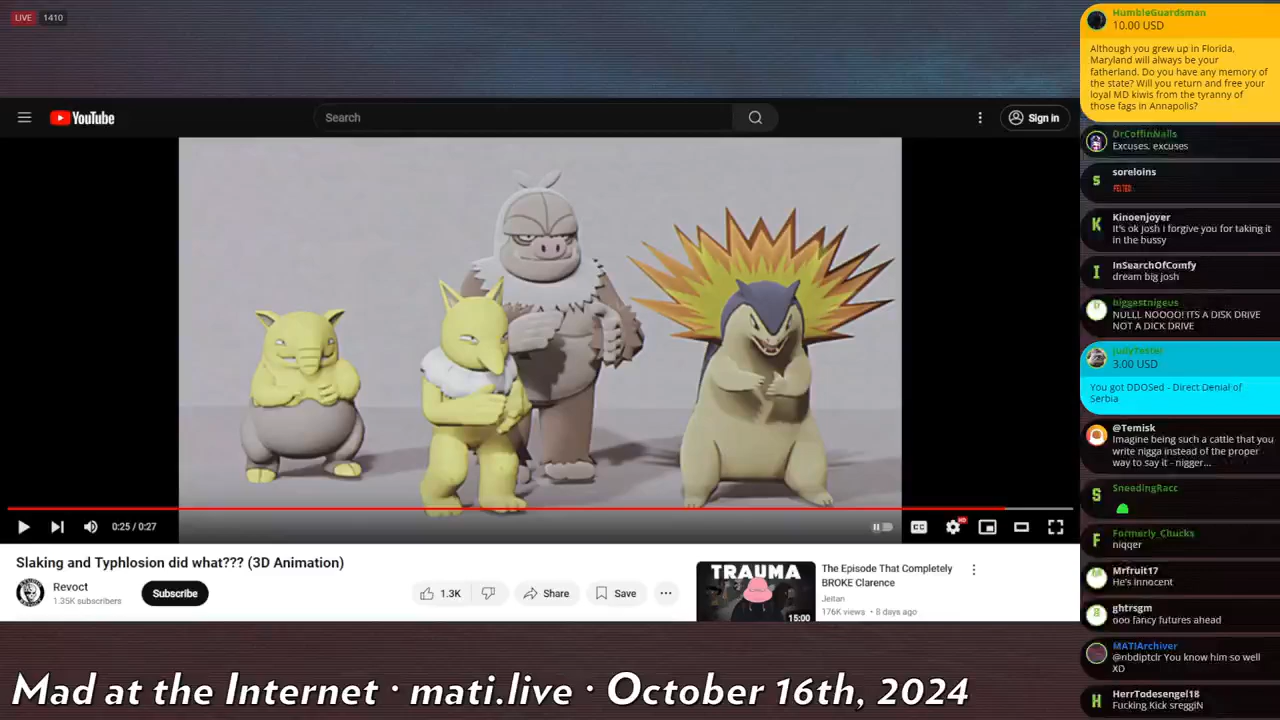 LIVE 1410
YouTube
Search
Sign in
0:25 / 0:27
CC
HD
Slaking and Typhlosion did what??? (3D Animation)
Revoct
1.35K subscribers
Subscribe
1.3K
Share
Save
TRAUMA
15:00
The Episode That Completely
BROKE Clarence
Jeitan
176K views • 8 days ago
Mad at the Internet · mati.live · October 16th, 2024
HumbleGuardsman
10.00 USD
Although you grew up in Florida,
Maryland will always be your
fatherland. Do you have any memory of
the state? Will you return and free your
loyal MD kiwis from the tyranny of
those fags in Annapolis?
DrCoffinNails
Excuses, excuses
S
soreloins
FELTED
K
Kinoenjoyer
It's ok josh i forgive you for taking it
in the bussy
I
InSearchOfComfy
dream big josh
biggestnigeus
NULLL NOOOO! ITS A DISK DRIVE
NOT A DICK DRIVE
3.00 USD
You got DDOSed - Direct Denial of
Serbia
@Temisk
Imagine being such a cattle that you
write nigga instead of the proper
way to say it - nigger...
S
SneedingRacc
F
Formerly_Chucks
niqqer
Mrfruit17
He's innocent
ghtrsgm
ooo fancy futures ahead
MATIArchiver
@nbdiptclr You know him so well
XD
H
HerrTodesengel18
Fucking Kick sreggiN